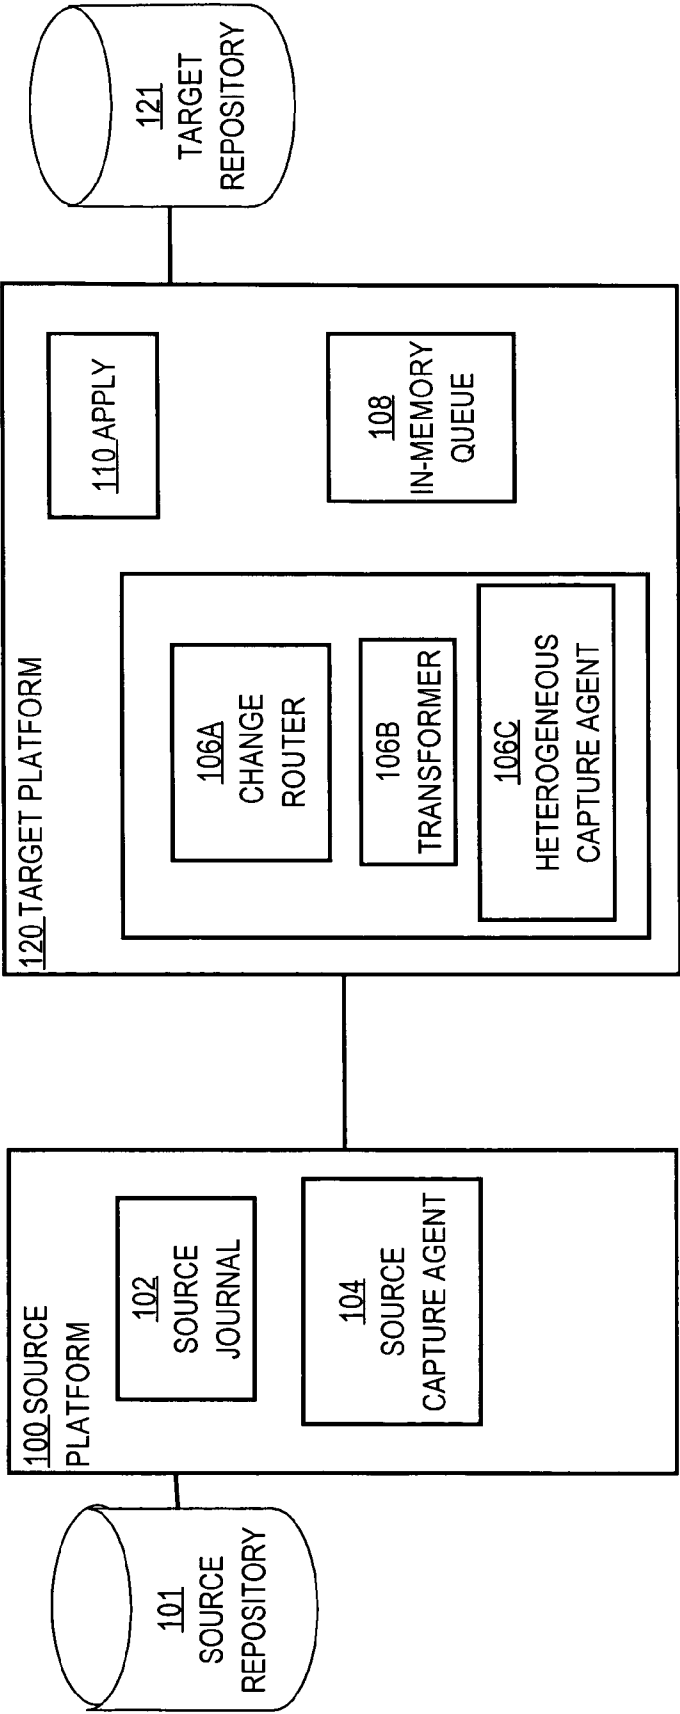 101
SOURCE
REPOSITORY
100 SOURCE
PLATFORM
102
SOURCE
JOURNAL
104
SOURCE
CAPTURE AGENT
120 TARGET PLATFORM
106A
CHANGE
ROUTER
106B
TRANSFORMER
106C
HETEROGENEOUS
CAPTURE AGENT
110 APPLY
108
IN-MEMORY
QUEUE
121
TARGET
REPOSITORY